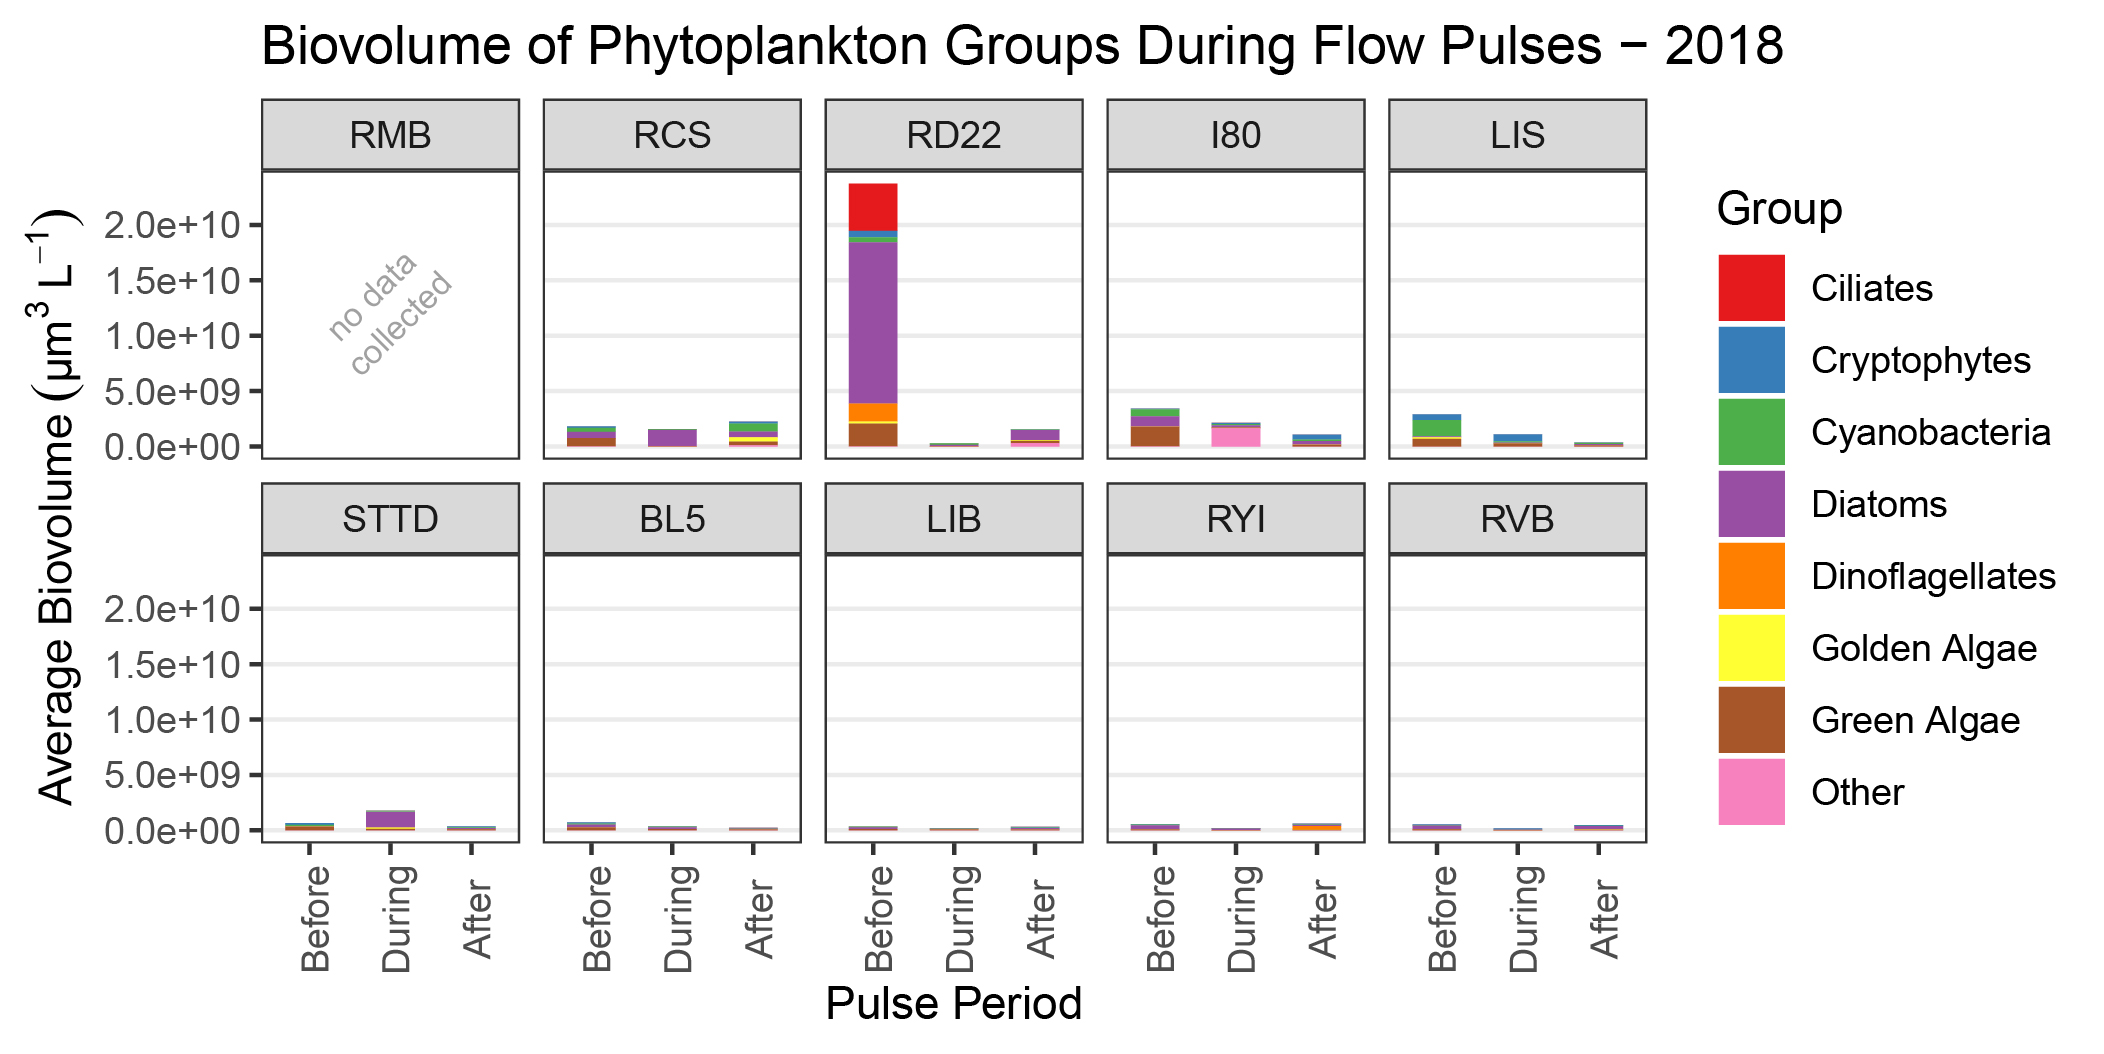 Biovolume of Phytoplankton Groups During Flow Pulses − 2018
RMB
RCS
RD22
I80
LIS
Average Biovolume (μm³ L⁻¹)
2.0e+10
1.5e+10
1.0e+10
5.0e+09
0.0e+00
no data
collected
STTD
BL5
LIB
RYI
RVB
2.0e+10
1.5e+10
1.0e+10
5.0e+09
0.0e+00
Before
During
After
Before
During
After
Before
During
After
Before
During
After
Before
During
After
Pulse Period
Group
Ciliates
Cryptophytes
Cyanobacteria
Diatoms
Dinoflagellates
Golden Algae
Green Algae
Other